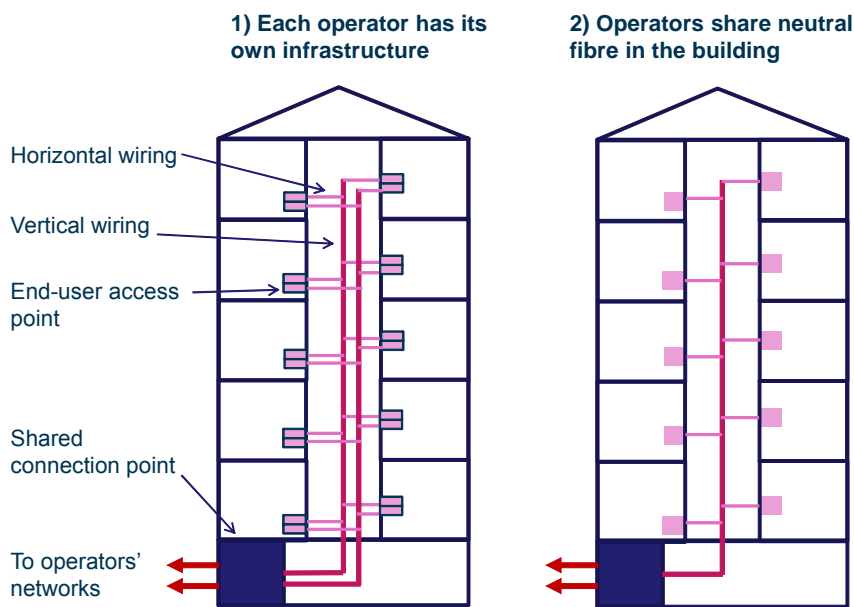 1) Each operator has its
own infrastructure
2) Operators share neutral
fibre in the building
Horizontal wiring
Vertical wiring
End-user access
point
Shared
connection point
To operators’
networks